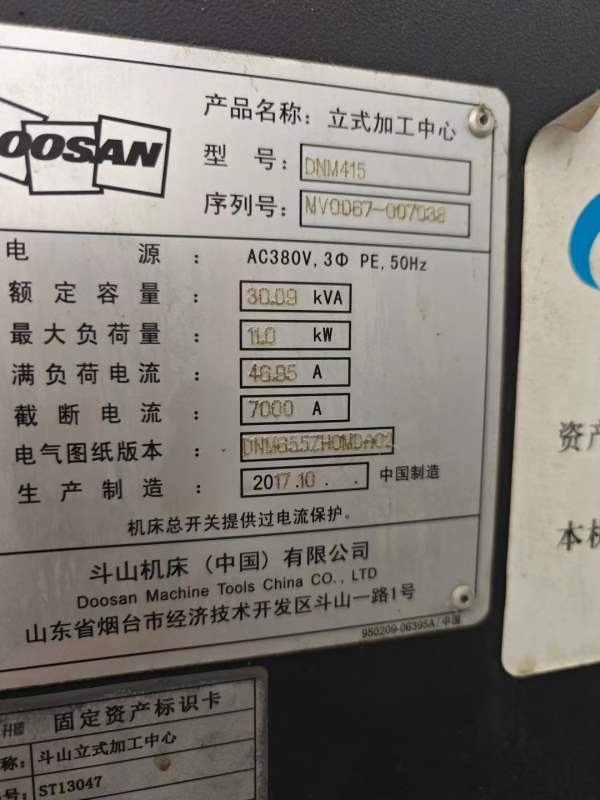 DOOSAN
产品名称：立式加工中心
型 号：DNM415
序列号：MV0067-007038
电 源 ：AC380V, 3Φ PE, 50Hz
额定容量 ：30.09 kVA
最大负荷量 ：11.0 kW
满负荷电流 ：46.85 A
截断电流 ：7000 A
电气图纸版本 ：
生产制造 ：2017.10 . . 中国制造
机床总开关提供过电流保护。
斗山机床（中国）有限公司
Doosan Machine Tools China CO., LTD
山东省烟台市经济技术开发区斗山一路1号
950209-06395A/中国
固定资产标识卡
称：斗山立式加工中心
号：ST13047
资产
本标